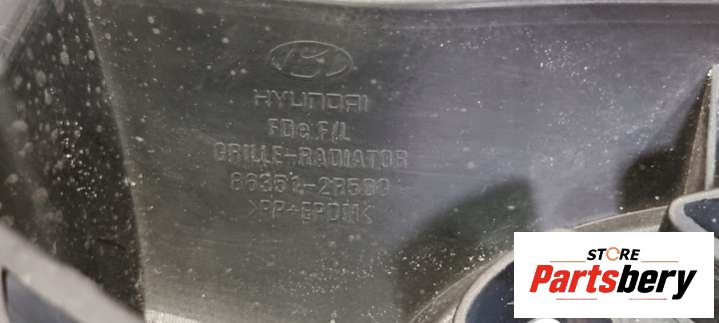 HYUNDAI
FDe F/L
GRILLE-RADIATOR
>PP+EPDM<
STORE
Partsbery